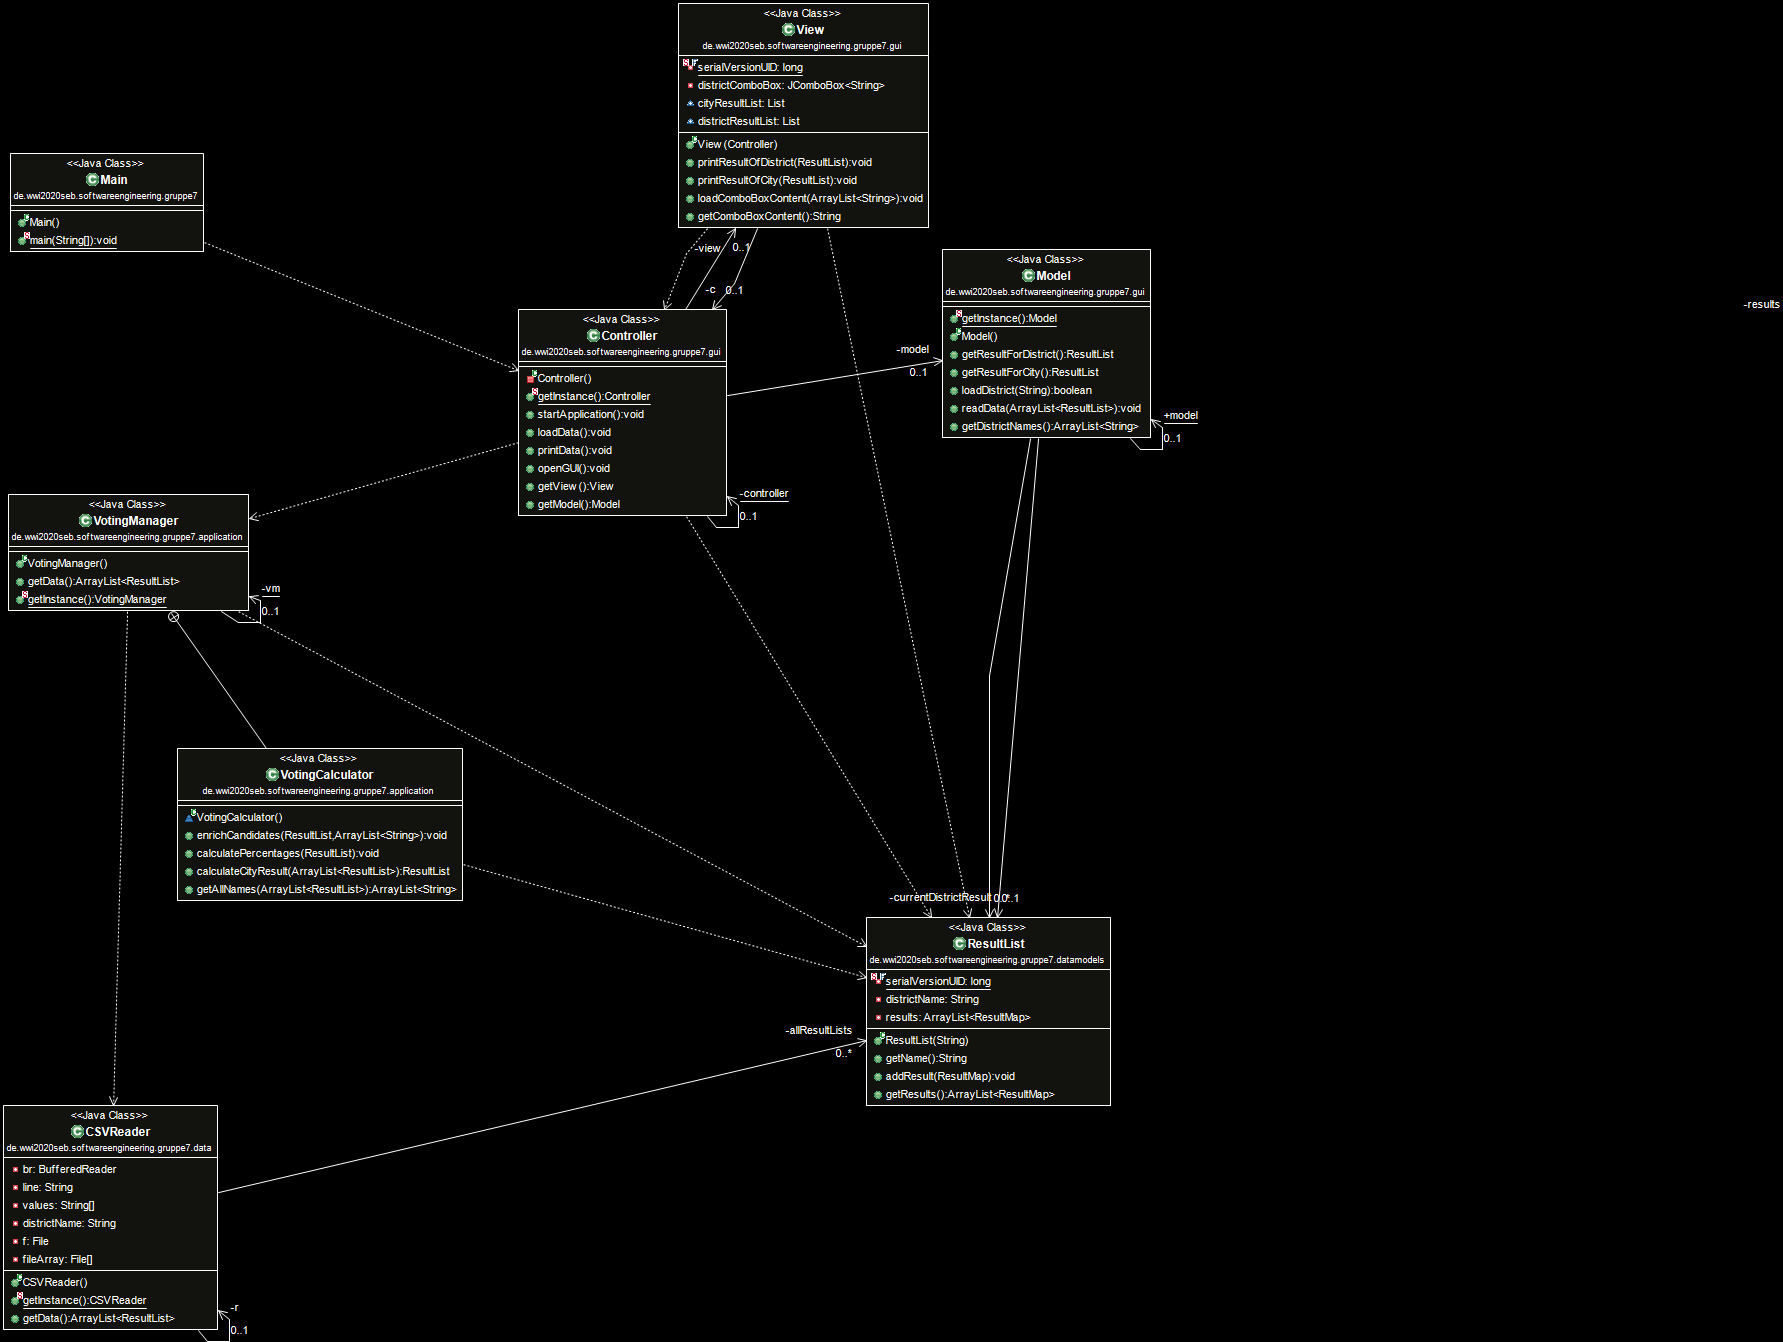 <<Java Class>>
View
de.wwi2020seb.softwareengineering.gruppe7.gui
serialVersionUID: long
districtComboBox: JComboBox<String>
cityResultList: List
districtResultList: List
View(Controller)
printResultOfDistrict(ResultList):void
printResultOfCity(ResultList):void
loadComboBoxContent(ArrayList<String>):void
getComboBoxContent():String
<<Java Class>>
Main
de.wwi2020seb.softwareengineering.gruppe7
Main()
main(String[]):void
-view
0..1
-c
0..1
<<Java Class>>
Model
de.wwi2020seb.softwareengineering.gruppe7.gui
getInstance():Model
Model()
getResultForDistrict():ResultList
getResultForCity():ResultList
loadDistrict(String):boolean
readData(ArrayList<ResultList>):void
getDistrictNames():ArrayList<String>
-results
+model
0..1
<<Java Class>>
Controller
de.wwi2020seb.softwareengineering.gruppe7.gui
Controller()
getInstance():Controller
startApplication():void
loadData():void
printData():void
openGUI():void
getView():View
getModel():Model
-model
0..1
-controller
0..1
<<Java Class>>
VotingManager
de.wwi2020seb.softwareengineering.gruppe7.application
VotingManager()
getData():ArrayList<ResultList>
getInstance():VotingManager
-vm
0..1
<<Java Class>>
VotingCalculator
de.wwi2020seb.softwareengineering.gruppe7.application
VotingCalculator()
enrichCandidates(ResultList,ArrayList<String>):void
calculatePercentages(ResultList):void
calculateCityResult(ArrayList<ResultList>):ResultList
getAllNames(ArrayList<ResultList>):ArrayList<String>
-currentDistrictResult
<<Java Class>>
ResultList
de.wwi2020seb.softwareengineering.gruppe7.datamodels
serialVersionUID: long
districtName: String
results: ArrayList<ResultMap>
ResultList(String)
getName():String
addResult(ResultMap):void
getResults():ArrayList<ResultMap>
-allResultLists
0..*
<<Java Class>>
CSVReader
de.wwi2020seb.softwareengineering.gruppe7.data
br: BufferedReader
line: String
values: String[]
districtName: String
f: File
fileArray: File[]
CSVReader()
getInstance():CSVReader
getData():ArrayList<ResultList>
-r
0..1